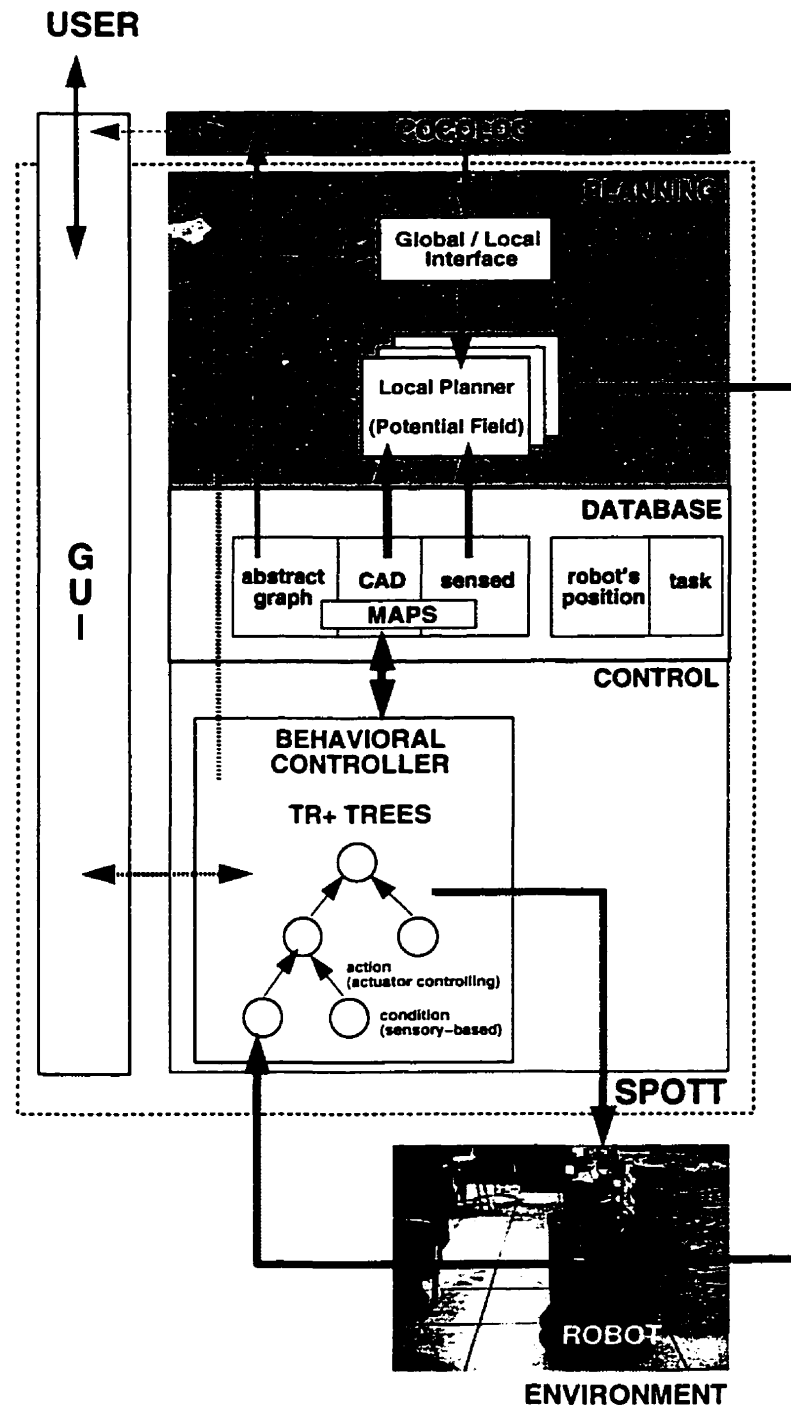 USER
COCOLOG
PLANNING
Global / Local
Interface
Local Planner
(Potential Field)
DATABASE
abstract
graph
CAD
sensed
MAPS
robot's
position
task
G
U
I
CONTROL
BEHAVIORAL
CONTROLLER
TR+ TREES
action
(actuator controlling)
condition
(sensory-based)
SPOTT
ROBOT
ENVIRONMENT